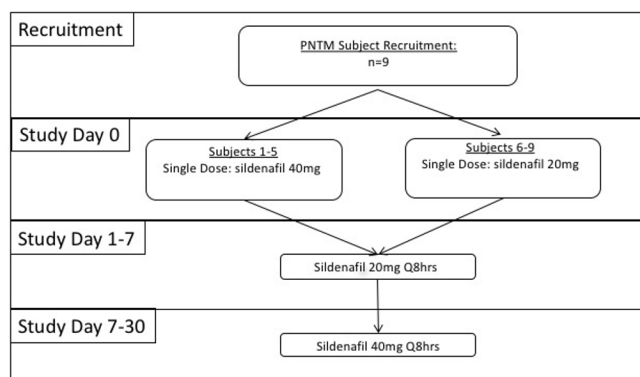 Recruitment
PNTM Subject Recruitment:
n=9
Study Day 0
Subjects 1-5
Single Dose: sildenafil 40mg
Subjects 6-9
Single Dose: sildenafil 20mg
Study Day 1-7
Sildenafil 20mg Q8hrs
Study Day 7-30
Sildenafil 40mg Q8hrs